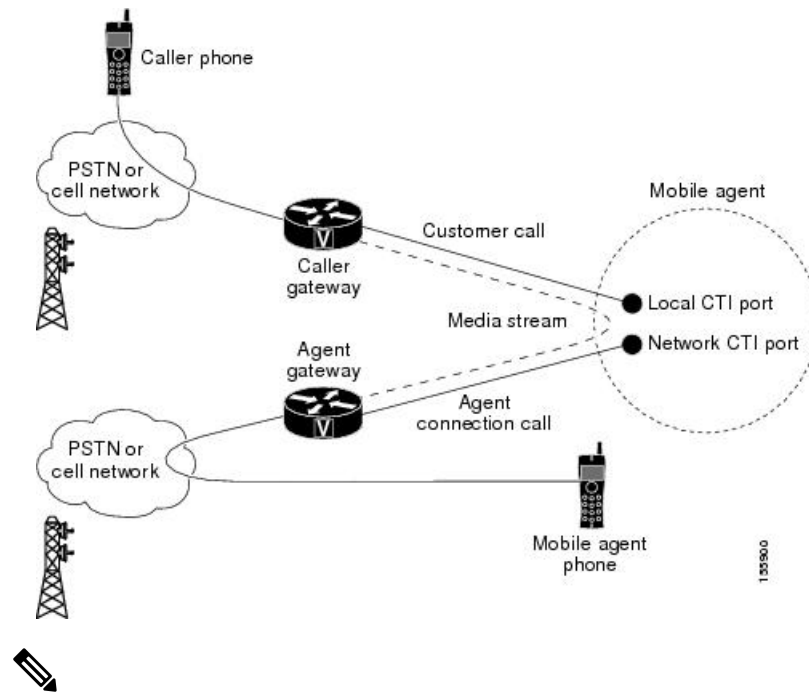 Caller phone
PSTN or
cell network
Mobile agent
V
Customer call
Caller
gateway
Local CTI port
Media stream
Network CTI port
Agent
gateway
V
Agent
connection call
PSTN or
cell network
Mobile agent
phone
155900